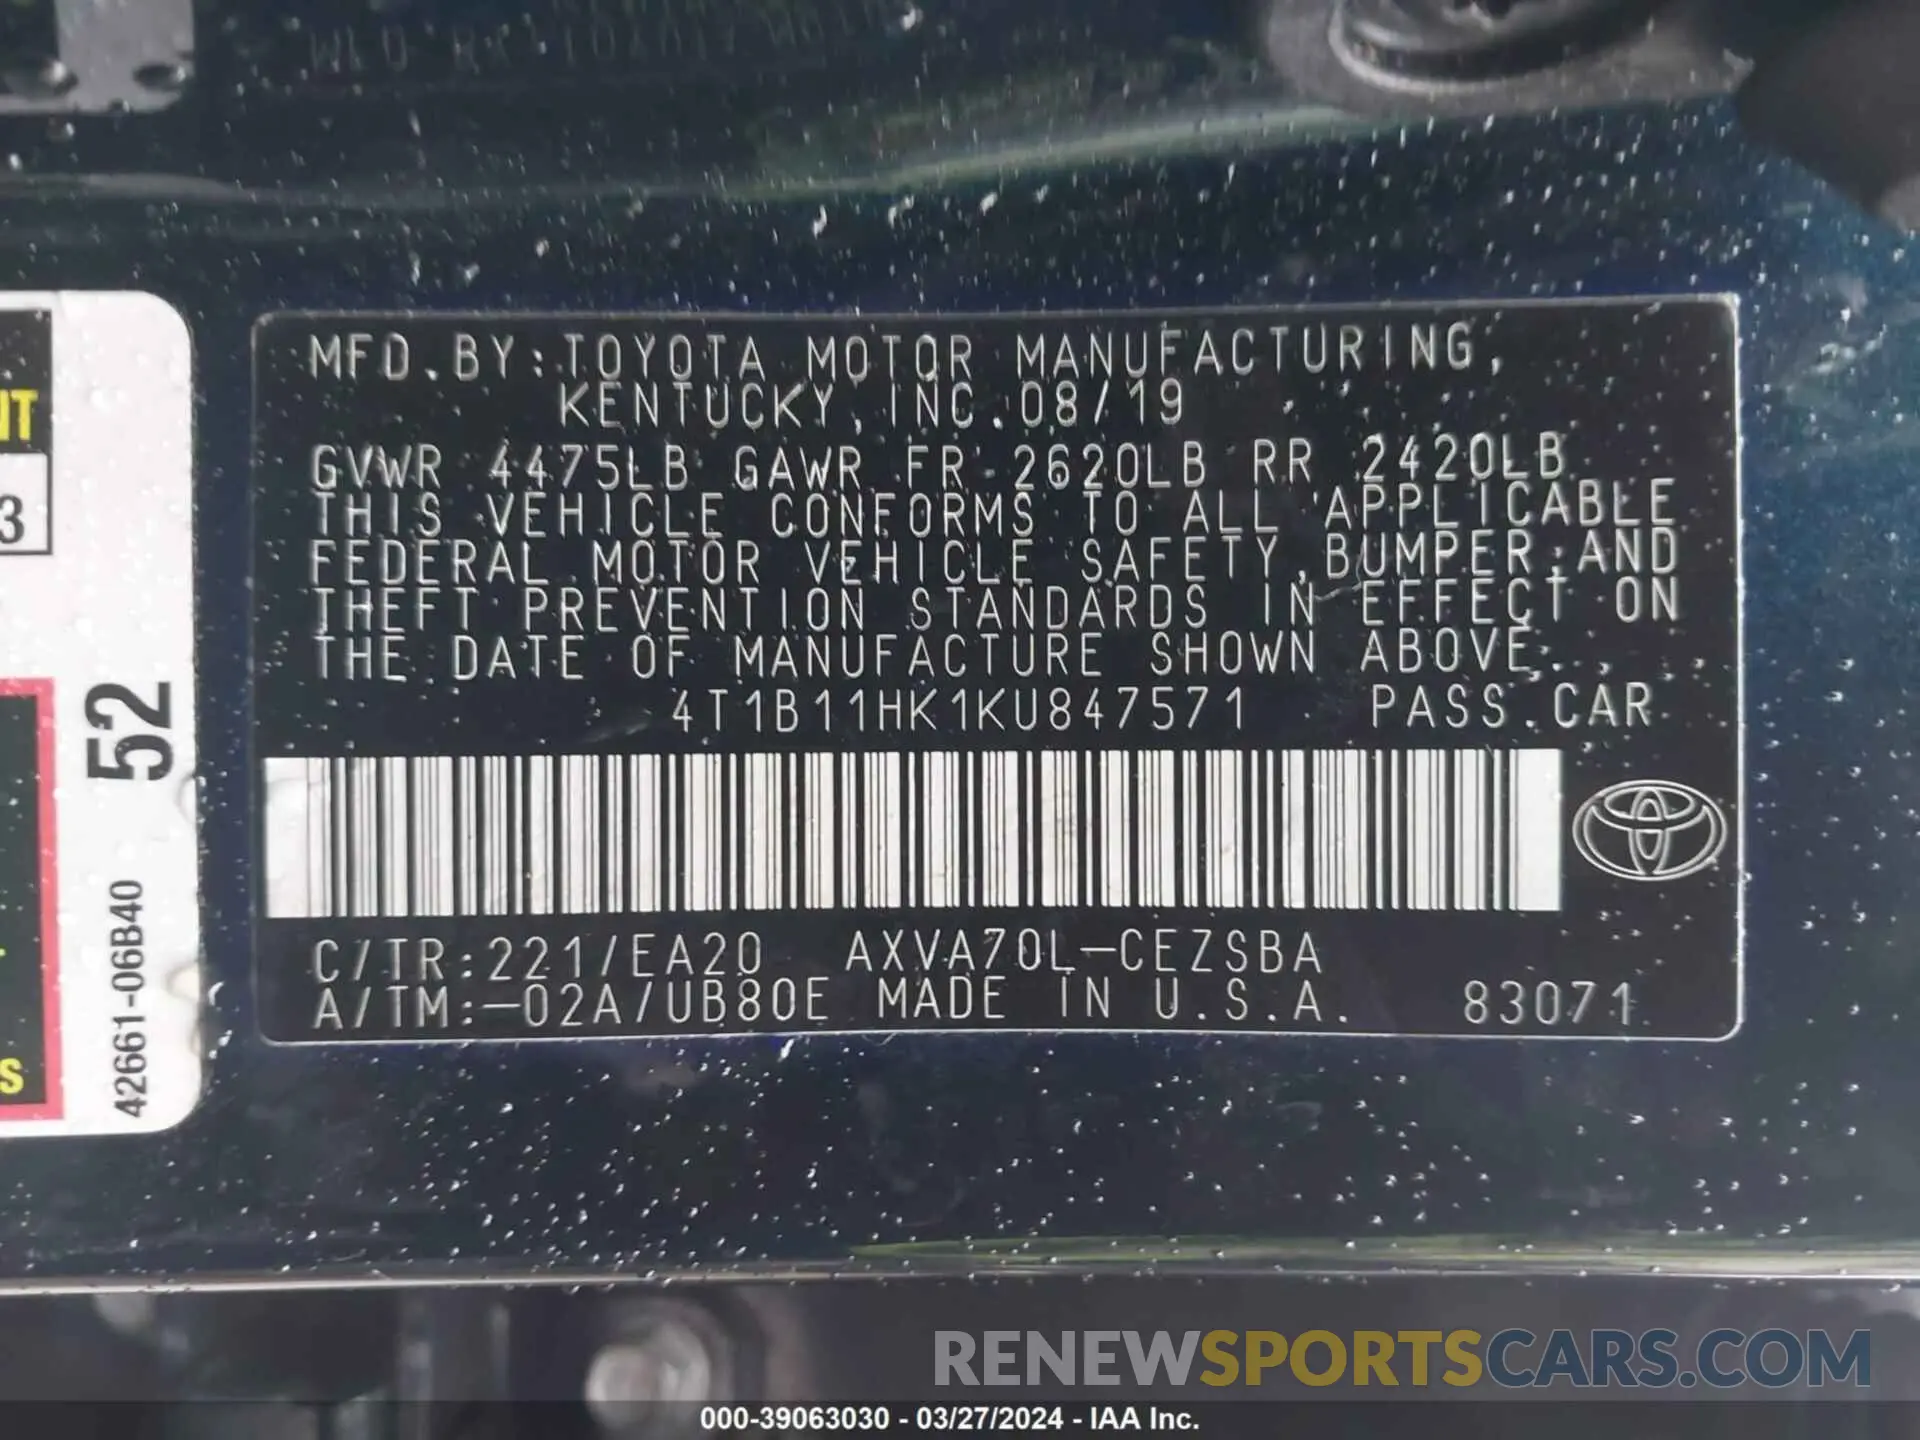 NT
3
52
42661-06B40
S
MFD.BY:TOYOTA MOTOR MANUFACTURING,
KENTUCKY, INC. 08/19
GVWR 4475LB GAWR FR 2620LB RR 2420LB
THIS VEHICLE CONFORMS TO ALL APPLICABLE
FEDERAL MOTOR VEHICLE SAFETY, BUMPER, AND
THEFT PREVENTION STANDARDS IN EFFECT ON
THE DATE OF MANUFACTURE SHOWN ABOVE.
4T1B11HK1KU847571 PASS.CAR
C/TR:221/EA20 AXVA70L-CEZSBA
A/TM:-02A/UB80E MADE IN U.S.A. 83071
RENEWSPORTSCARS.COM
000-39063030 - 03/27/2024 - IAA Inc.